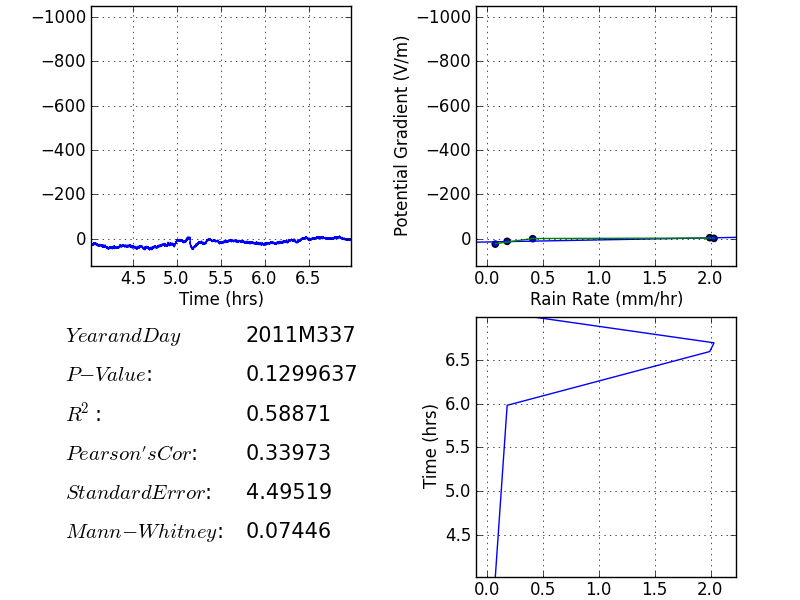 −1000
−800
−600
−400
−200
0
4.5 5.0 5.5 6.0 6.5
Time (hrs)
Potential Gradient (V/m)
−1000
−800
−600
−400
−200
0
0.0 0.5 1.0 1.5 2.0
Rain Rate (mm/hr)
YearandDay 2011M337
P−Value: 0.1299637
R²: 0.58871
Pearson'sCor: 0.33973
StandardError: 4.49519
Mann−Whitney: 0.07446
Time (hrs)
6.5
6.0
5.5
5.0
4.5
0.0 0.5 1.0 1.5 2.0